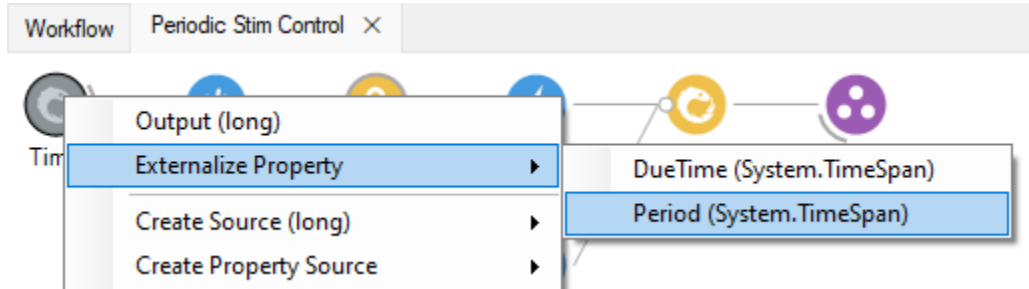 Workflow
Periodic Stim Control
Output (long)
Tim
Externalize Property
DueTime (System.TimeSpan)
Period (System.TimeSpan)
Create Source (long)
Create Property Source